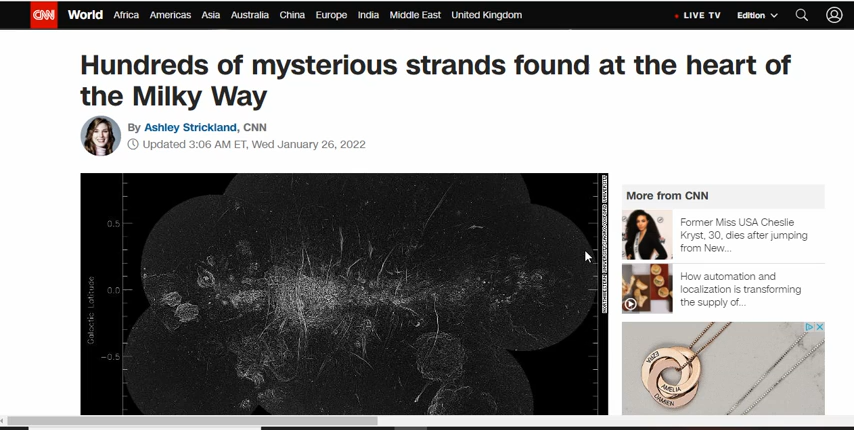 CNN World Africa Americas Asia Australia China Europe India Middle East United Kingdom LIVE TV Edition
Hundreds of mysterious strands found at the heart of
the Milky Way
By Ashley Strickland, CNN
Updated 3:06 AM ET, Wed January 26, 2022
0.5
0.0
−0.5
Galactic Latitude
More from CNN
Former Miss USA Cheslie
Kryst, 30, dies after jumping
from New...
How automation and
localization is transforming
the supply of...
EZRA
AMELIA
DAMIEN